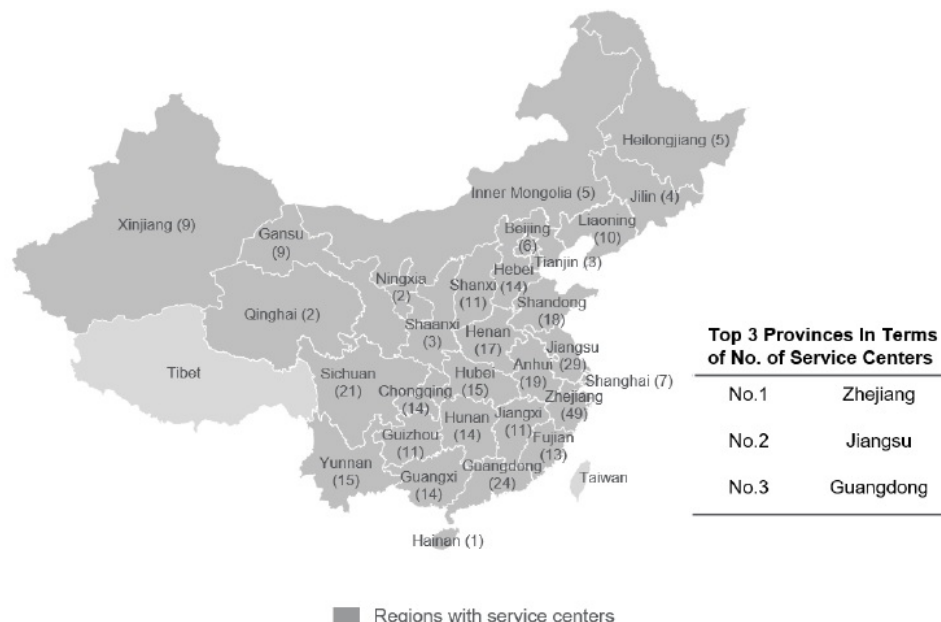 Heilongjiang (5)
Inner Mongolia (5)
Jilin (4)
Xinjiang (9)
Gansu
(9)
Beijing
(6)
Liaoning
(10)
Tianjin (3)
Ningxia
(2)
Shanxi
(11)
Hebei
(14)
Qinghai (2)
Shaanxi
(3)
Shandong
(18)
Henan
(17)
Jiangsu
(29)
Tibet
Sichuan
(21)
Chongqing
(14)
Hubei
(15)
Anhui
(19)
Shanghai (7)
Zhejiang
(49)
Hunan
(14)
Jiangxi
(11)
Guizhou
(11)
Fujian
(13)
Yunnan
(15)
Guangxi
(14)
Guangdong
(24)
Taiwan
Hainan (1)
Top 3 Provinces In Terms
of No. of Service Centers
No.1 Zhejiang
No.2 Jiangsu
No.3 Guangdong
Regions with service centers